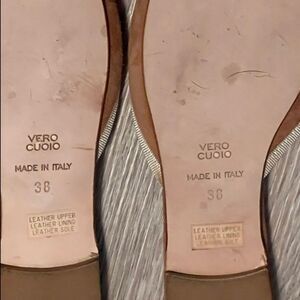 VERO
CUOIO
MADE IN ITALY
38
LEATHER UPPER
LEATHER LINING
LEATHER SOLE
VERO
CUOIO
MADE IN ITALY
38
LEATHER UPPER
LEATHER LINING
LEATHER SOLE